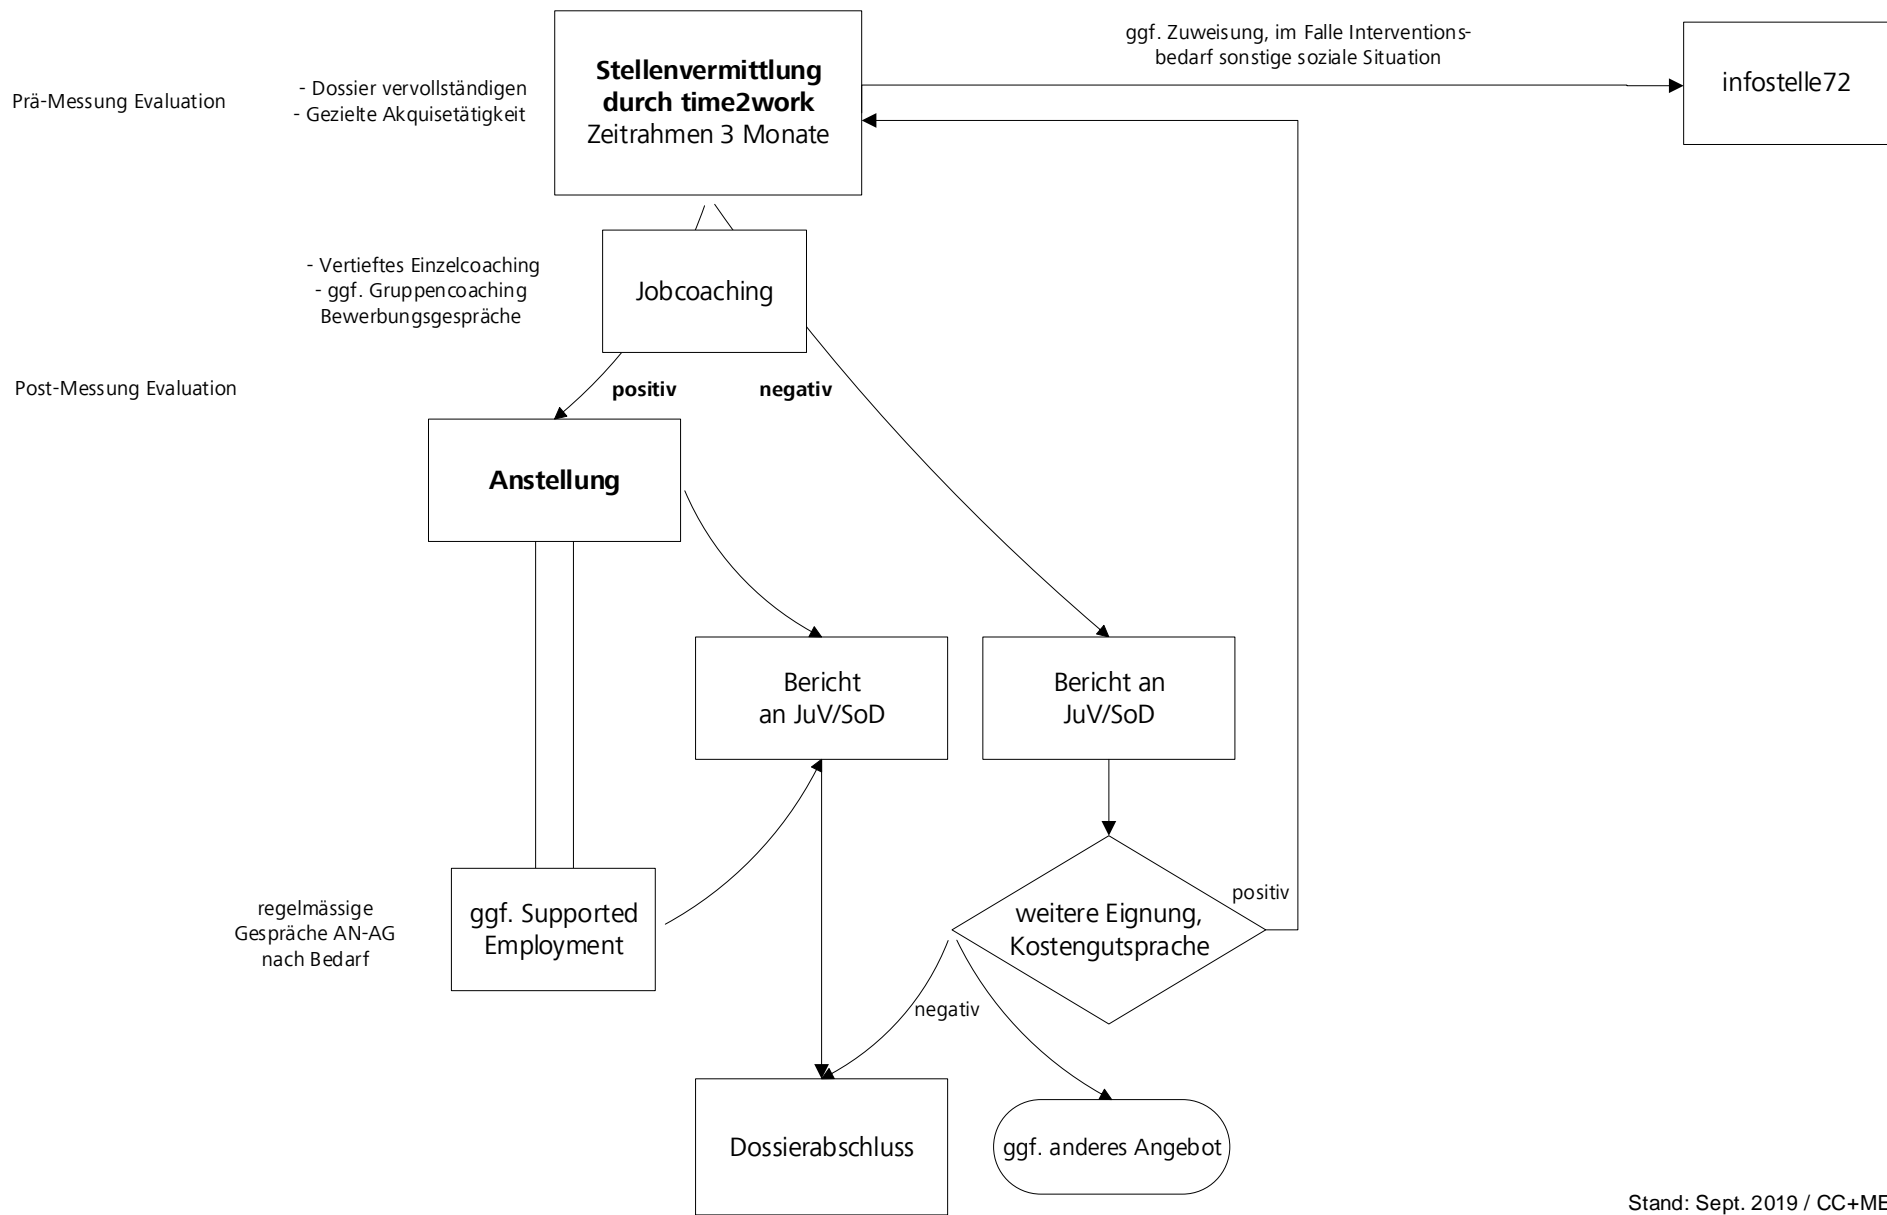 ggf. Zuweisung, im Falle Interventions-
bedarf sonstige soziale Situation
Stellenvermittlung
durch time2work
Zeitrahmen 3 Monate
infostelle72
Prä-Messung Evaluation
- Dossier vervollständigen
- Gezielte Akquisetätigkeit
- Vertieftes Einzelcoaching
- ggf. Gruppencoaching
Bewerbungsgespräche
Jobcoaching
Post-Messung Evaluation
positiv
negativ
Anstellung
Bericht
an JuV/SoD
Bericht an
JuV/SoD
regelmässige
Gespräche AN-AG
nach Bedarf
ggf. Supported
Employment
weitere Eignung,
Kostengutsprache
positiv
negativ
Dossierabschluss
ggf. anderes Angebot
Stand: Sept. 2019 / CC+ME